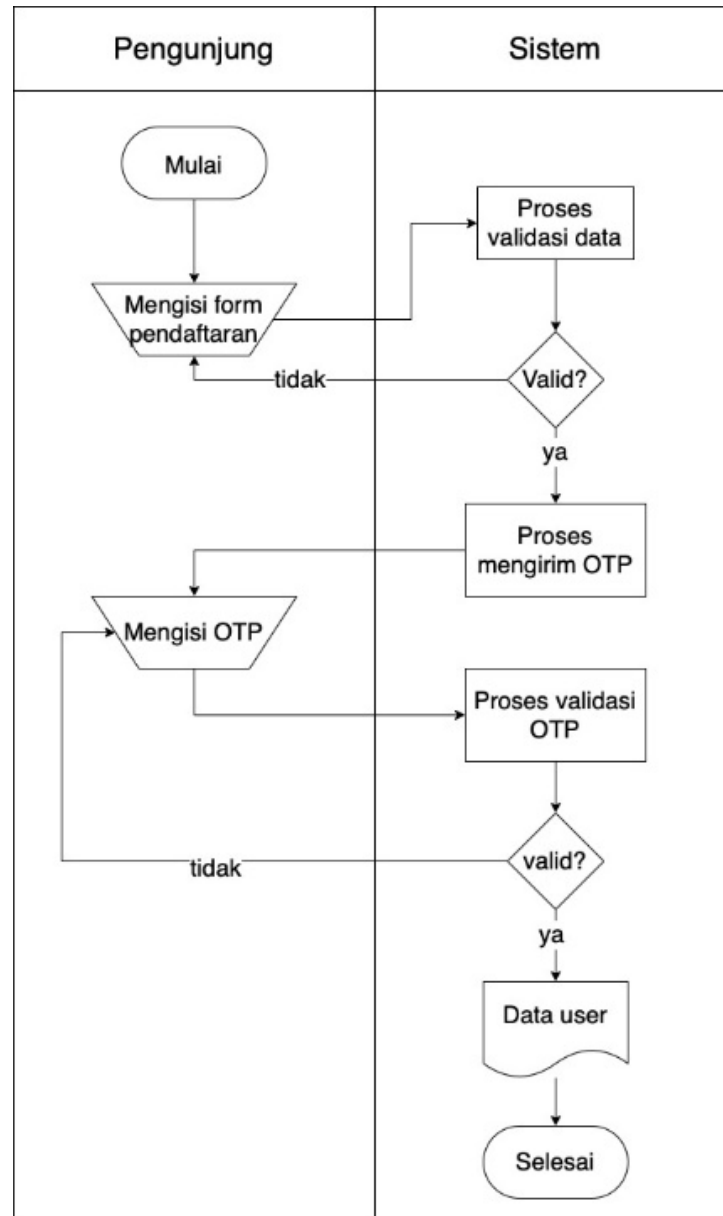 Pengunjung
Sistem
Mulai
Proses
validasi data
Mengisi form
pendaftaran
tidak
Valid?
ya
Proses
mengirim OTP
Mengisi OTP
Proses validasi
OTP
tidak
valid?
ya
Data user
Selesai